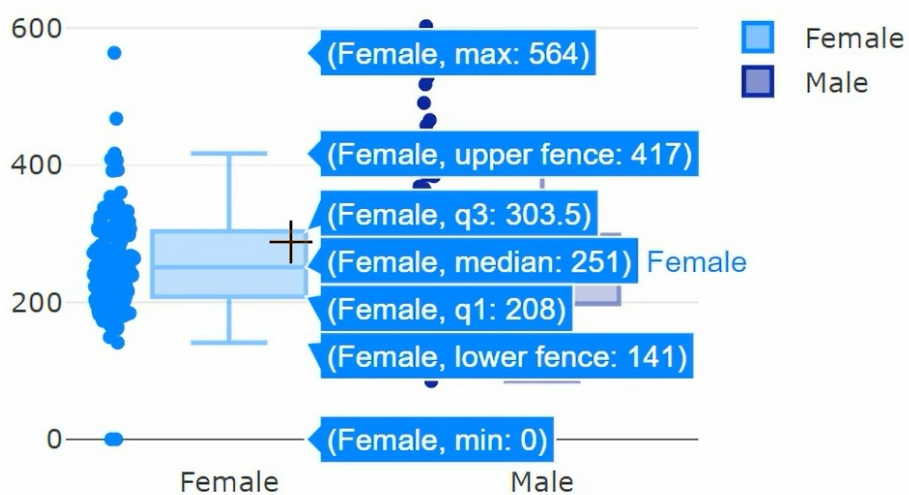 600
(Female, max: 564)
Female
Male
400
(Female, upper fence: 417)
(Female, q3: 303.5)
(Female, median: 251) Female
200
(Female, q1: 208)
(Female, lower fence: 141)
0
(Female, min: 0)
Female
Male